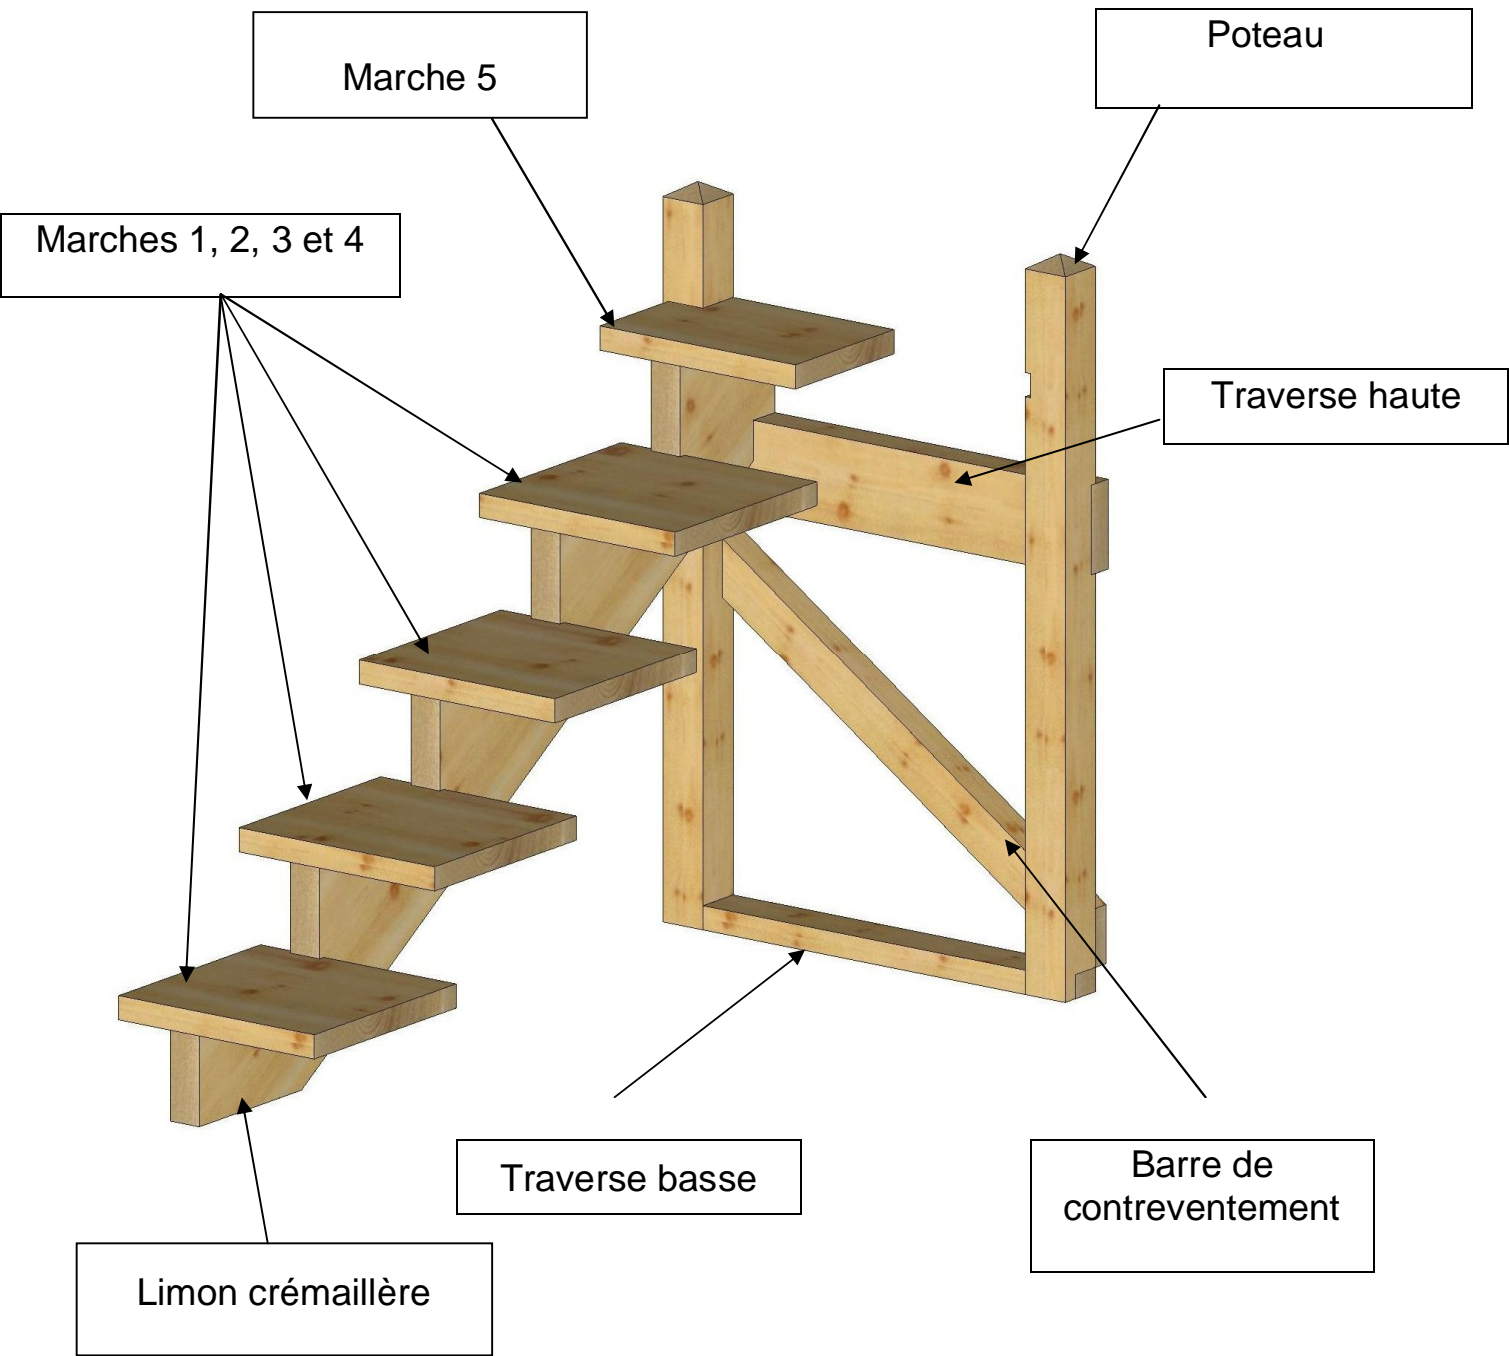 Poteau
Marche 5
Marches 1, 2, 3 et 4
Traverse haute
Traverse basse
Barre de
contreventement
Limon crémaillère